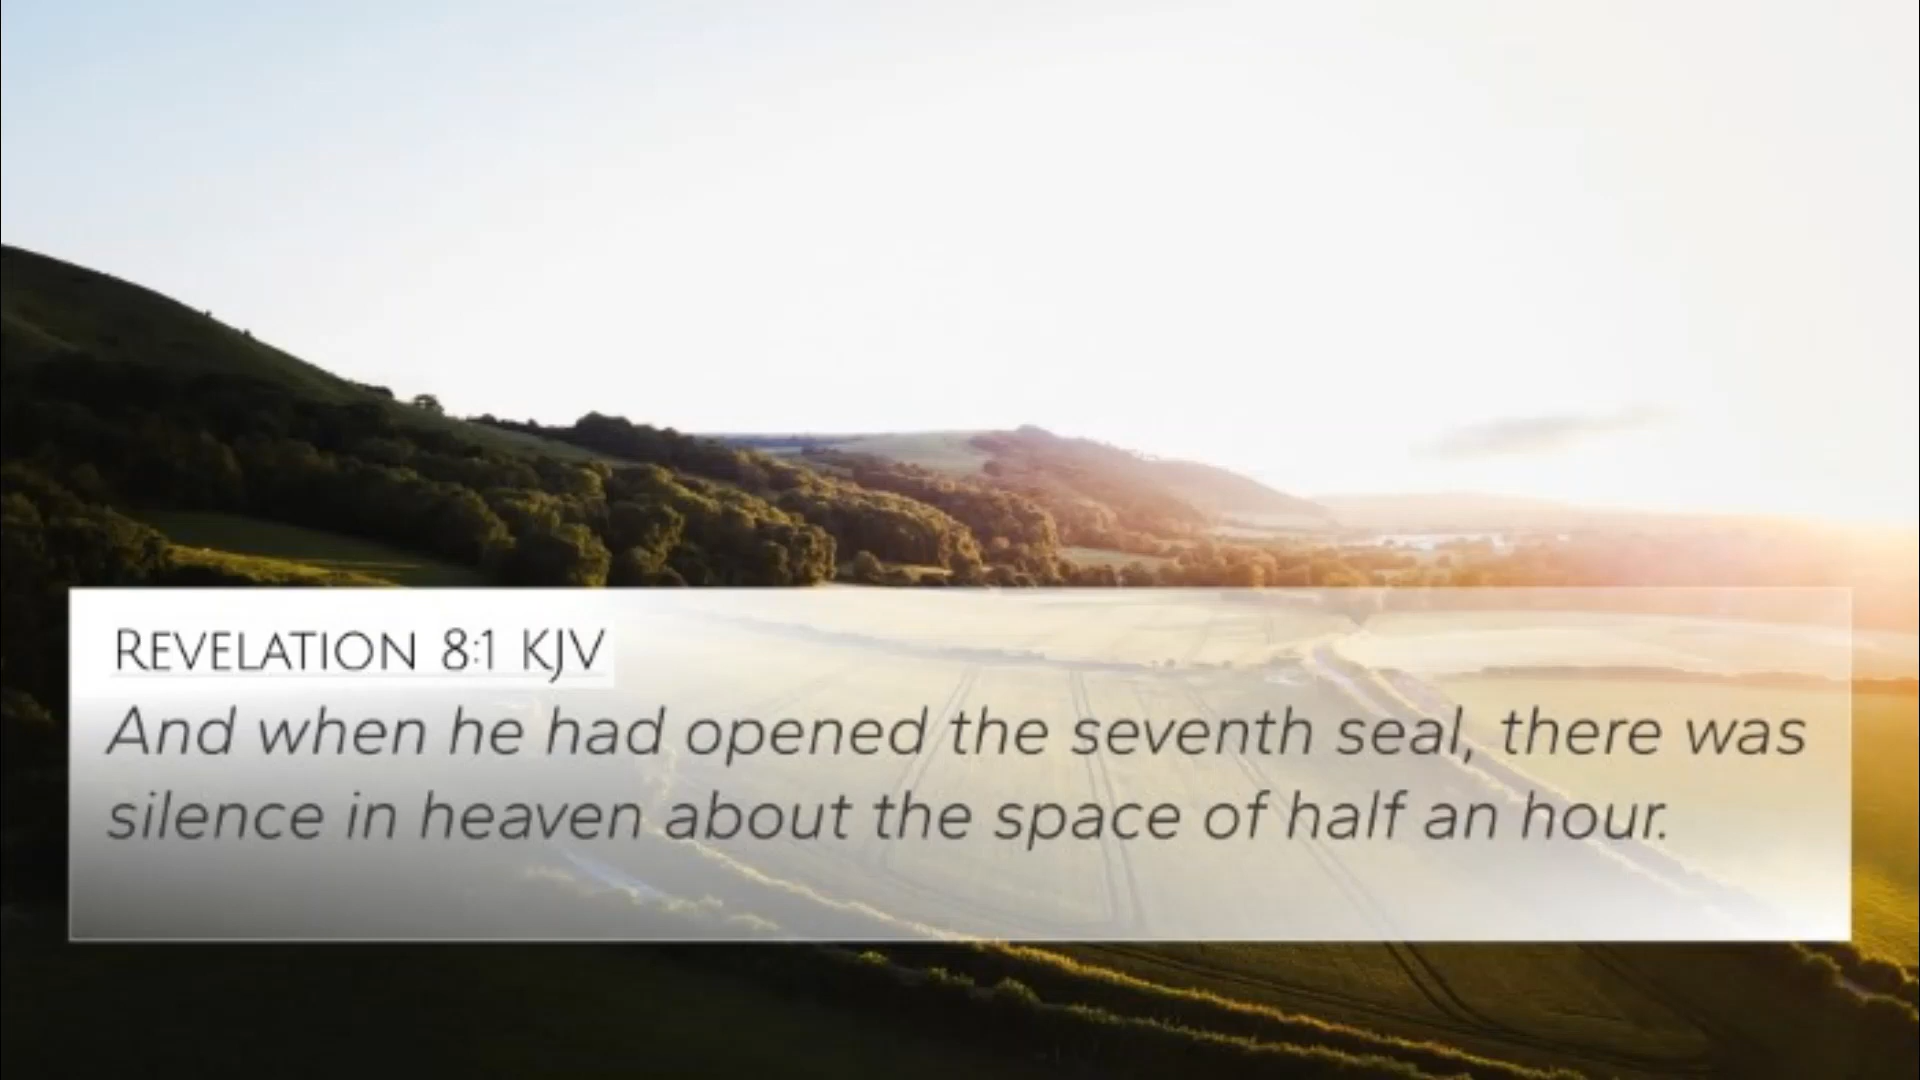 Revelation 8:1 KJV
And when he had opened the seventh seal, there was
silence in heaven about the space of half an hour.